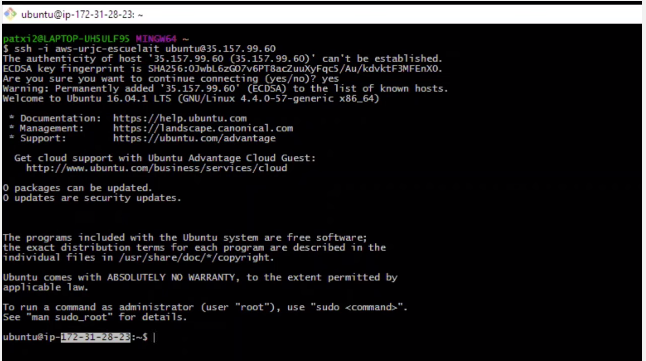 ubuntu@ip-172-31-28-23: ~
patxi2@LAPTOP-UH5ULF95 MINGW64 ~
$ ssh -i aws-urjc-escuelait ubuntu@35.157.99.60
The authenticity of host '35.157.99.60 (35.157.99.60)' can't be established.
ECDSA key fingerprint is SHA256:OJwbL6zGO7v6PT8acZuuXyFqc5/Au/kdvktF3MFEnX0.
Are you sure you want to continue connecting (yes/no)? yes
Warning: Permanently added '35.157.99.60' (ECDSA) to the list of known hosts.
Welcome to Ubuntu 16.04.1 LTS (GNU/Linux 4.4.0-57-generic x86_64)
* Documentation: https://help.ubuntu.com
* Management: https://landscape.canonical.com
* Support: https://ubuntu.com/advantage
Get cloud support with Ubuntu Advantage Cloud Guest:
http://www.ubuntu.com/business/services/cloud
0 packages can be updated.
0 updates are security updates.
The programs included with the Ubuntu system are free software;
the exact distribution terms for each program are described in the
individual files in /usr/share/doc/*/copyright.
Ubuntu comes with ABSOLUTELY NO WARRANTY, to the extent permitted by
applicable law.
To run a command as administrator (user "root"), use "sudo <command>".
See "man sudo_root" for details.
ubuntu@ip-172-31-28-23:~$